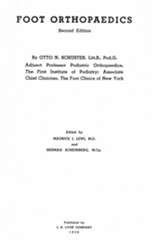 FOOT ORTHOPAEDICS
Second Edition
By OTTO N. SCHUSTER, Litt.B., Pod.G.
Adjunct Professor Podiatric Orthopaedics,
The First Institute of Podiatry; Associate
Chief Clinician, The Foot Clinics of New York
Edited by
MAURICE J. LEWI, M.D.
and
HERMAN SCHEIMBERG, M.Cp.
Published by
J. B. LYON COMPANY